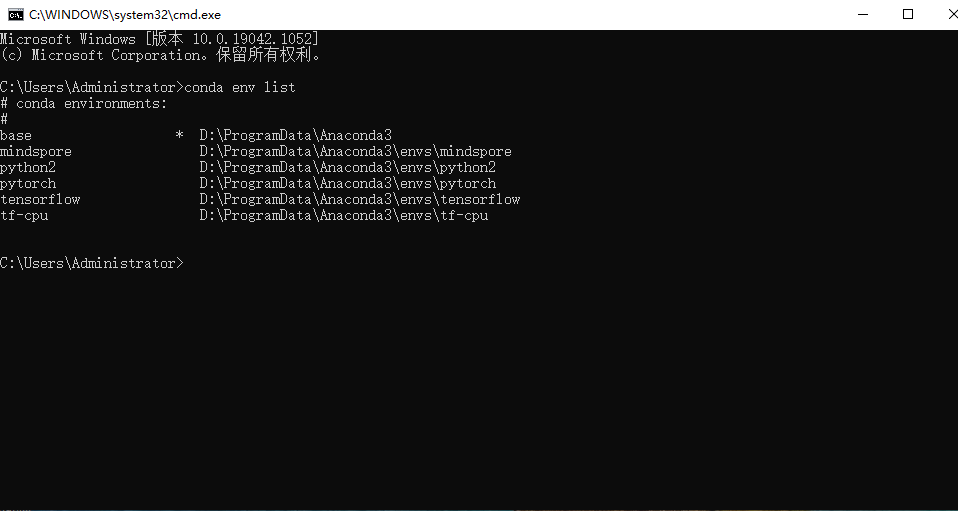 C:\WINDOWS\system32\cmd.exe
Microsoft Windows [版本 10.0.19042.1052]
(c) Microsoft Corporation。保留所有权利。
C:\Users\Administrator>conda env list
# conda environments:
#
base                  *  D:\ProgramData\Anaconda3
mindspore                D:\ProgramData\Anaconda3\envs\mindspore
python2                  D:\ProgramData\Anaconda3\envs\python2
pytorch                  D:\ProgramData\Anaconda3\envs\pytorch
tensorflow               D:\ProgramData\Anaconda3\envs\tensorflow
tf-cpu                   D:\ProgramData\Anaconda3\envs\tf-cpu
C:\Users\Administrator>